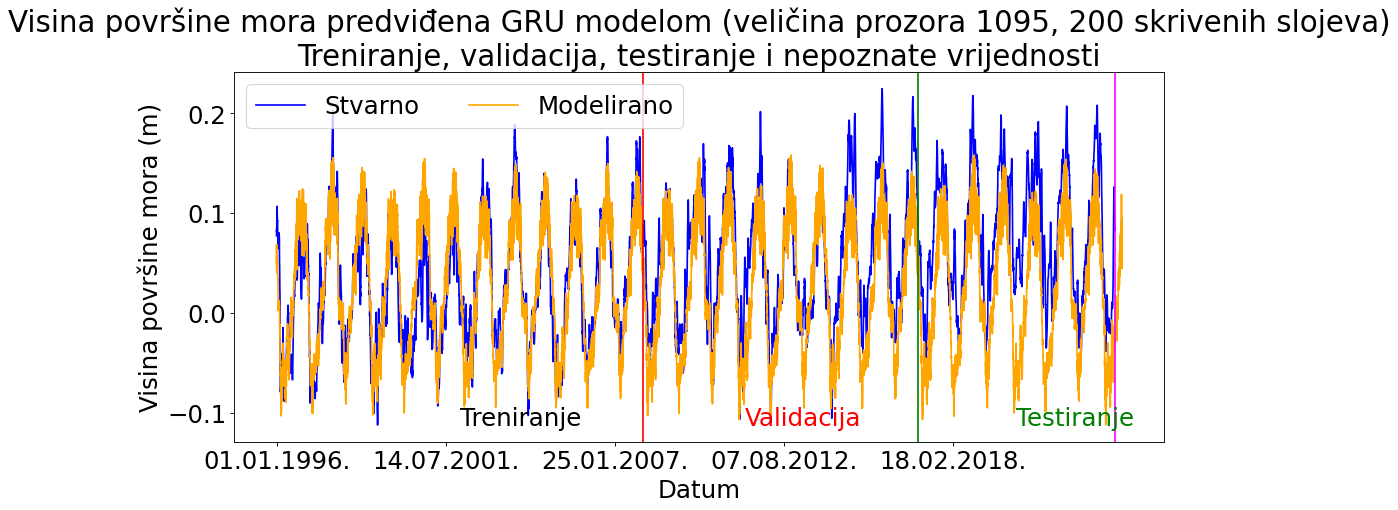 Visina površine mora predviđena GRU modelom (veličina prozora 1095, 200 skrivenih slojeva)
Treniranje, validacija, testiranje i nepoznate vrijednosti
Stvarno
Modelirano
Visina površine mora (m)
0.2
0.1
0.0
−0.1
Treniranje
Validacija
Testiranje
01.01.1996.
14.07.2001.
25.01.2007.
07.08.2012.
18.02.2018.
Datum